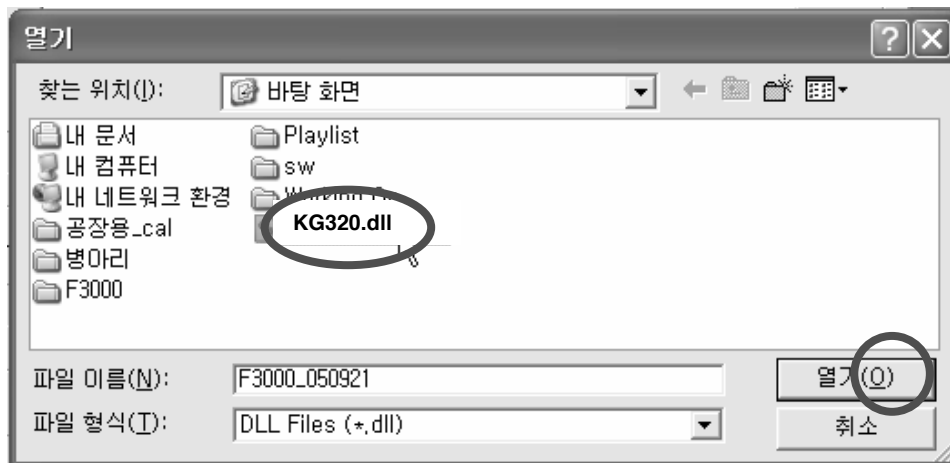 열기
찾는 위치(I): 바탕 화면
내 문서
내 컴퓨터
내 네트워크 환경
공장용_cal
병아리
F3000
Playlist
sw
KG320.dll
파일 이름(N): F3000_050921
열기(O)
파일 형식(T): DLL Files (*.dll)
취소